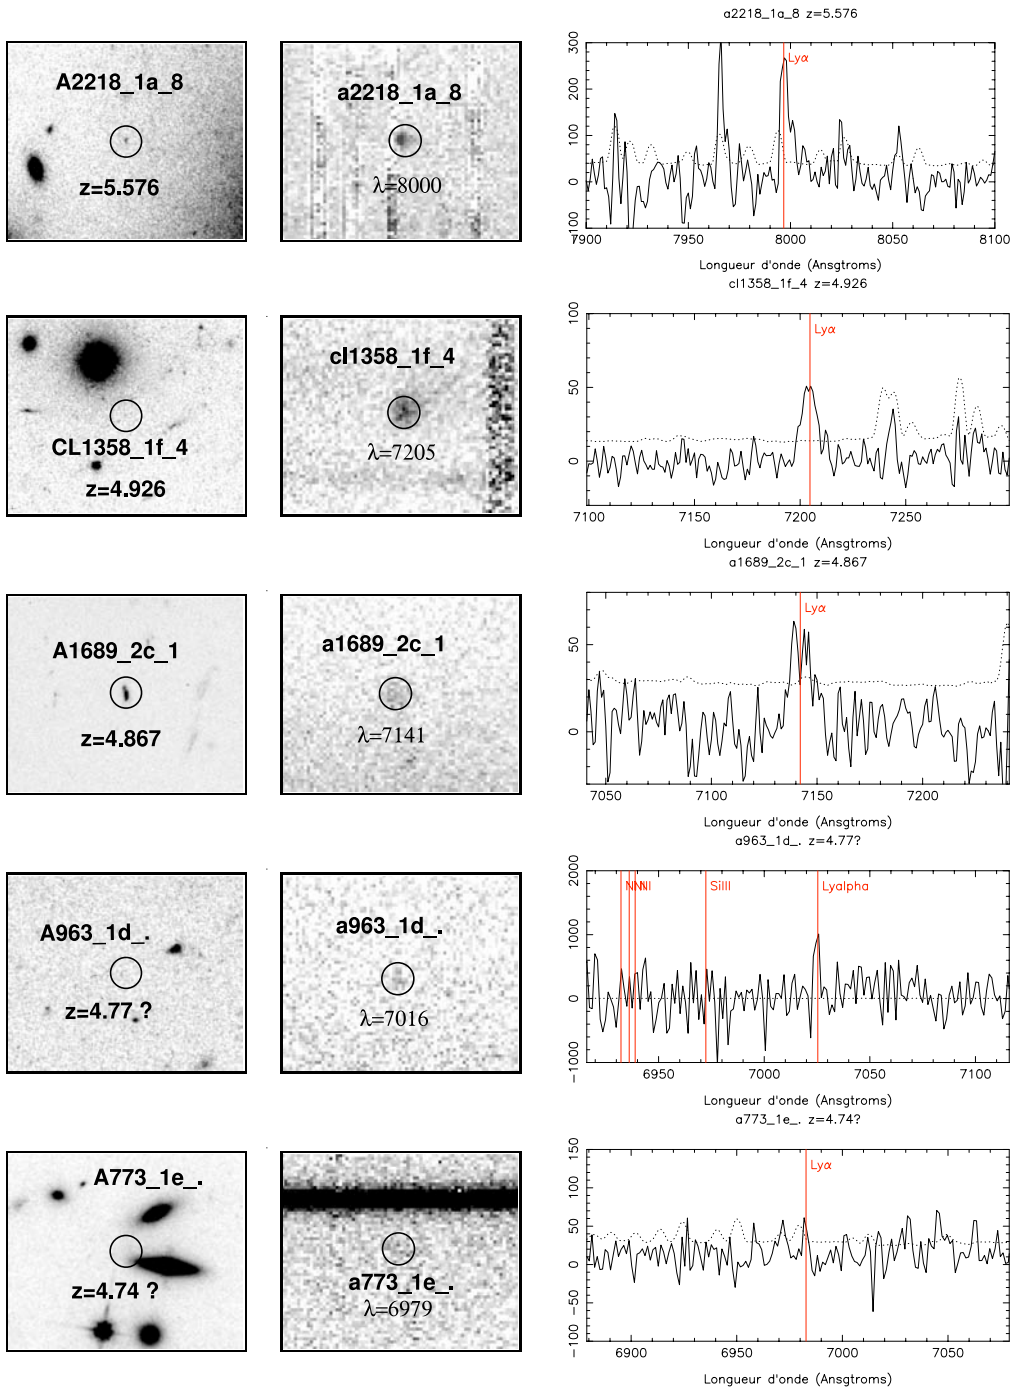 a2218_1a_8 z=5.576
A2218_1a_8
z=5.576
a2218_1a_8
λ=8000
Lyα
300
200
100
0
−100
7900
7950
8000
8050
8100
Longueur d'onde (Ansgtroms)
cl1358_1f_4 z=4.926
CL1358_1f_4
z=4.926
cl1358_1f_4
λ=7205
Lyα
100
50
0
7100
7150
7200
7250
Longueur d'onde (Ansgtroms)
a1689_2c_1 z=4.867
A1689_2c_1
z=4.867
a1689_2c_1
λ=7141
Lyα
50
0
7050
7100
7150
7200
Longueur d'onde (Ansgtroms)
a963_1d_. z=4.77?
A963_1d_.
z=4.77 ?
a963_1d_.
λ=7016
SiIII
Lyalpha
2000
1000
0
−1000
6950
7000
7050
7100
Longueur d'onde (Ansgtroms)
a773_1e_. z=4.74?
A773_1e_.
z=4.74 ?
a773_1e_.
λ=6979
Lyα
150
100
50
0
−50
−100
6900
6950
7000
7050
Longueur d'onde (Ansgtroms)